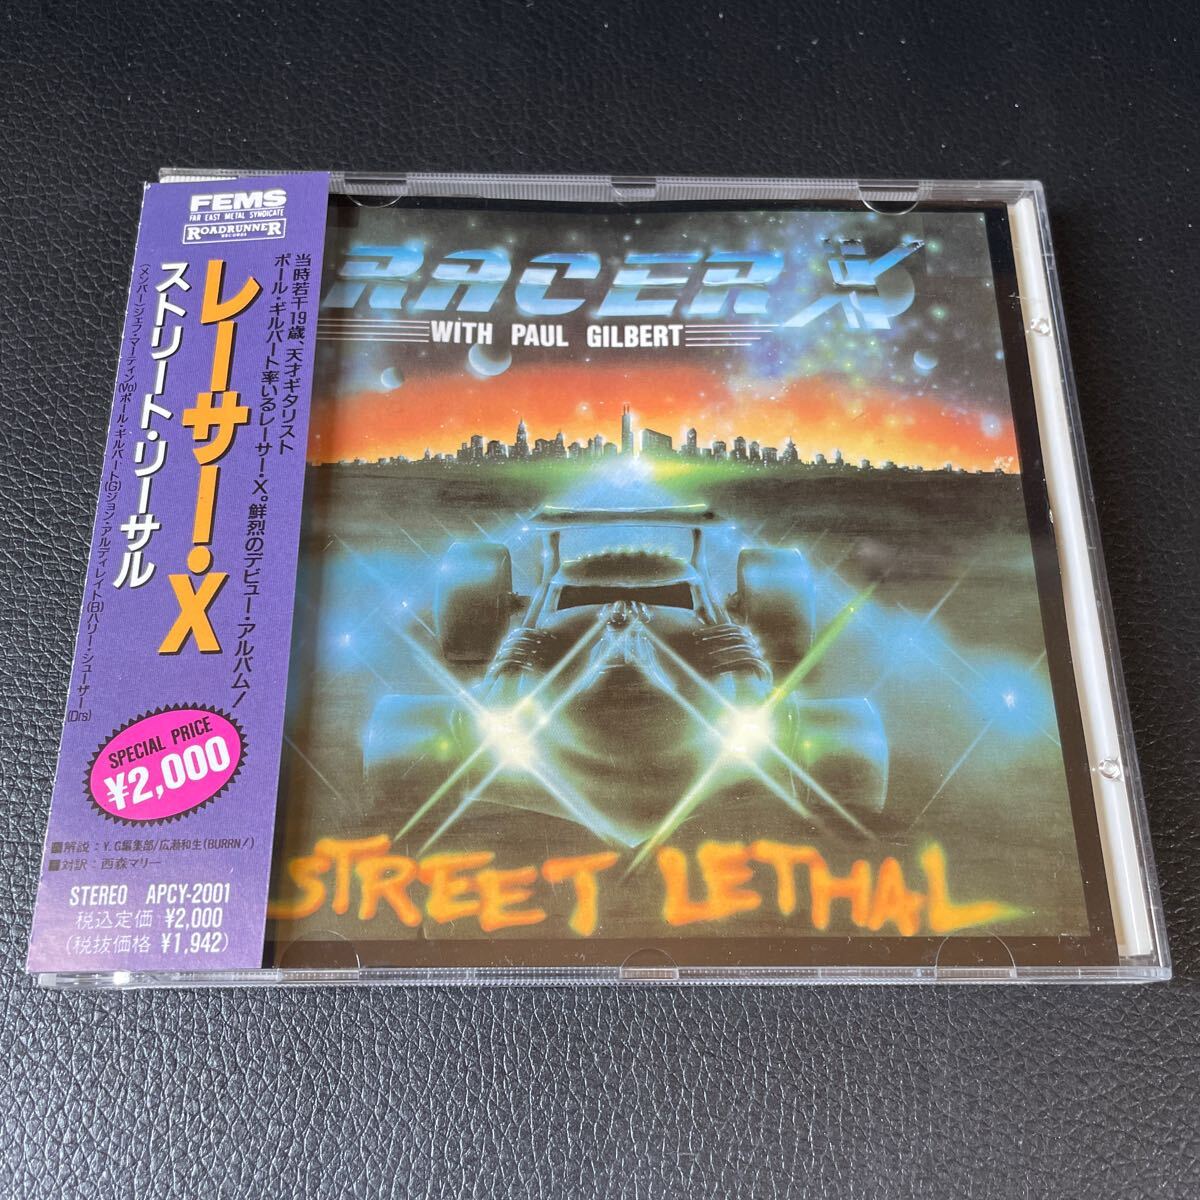 FEMS
FAR EAST METAL SYNDICATE
ROADRUNNER
RECORDS
当時若干19歳、天才ギタリスト
ポール・ギルバート率いるレーサー・X。鮮烈のデビュー・アルバム!
レーサー・X
ストリート・リーサル
(メンバー)ジェフ・マーティン(Vo)ポール・ギルバート(G)ジョン・アルディレイト(B)ハリー・シューザー(Drs)
SPECIAL PRICE
¥2,000
■解説:Y.G編集部/広瀬和生(BURRN!)
■対訳:西森マリー
STEREO APCY-2001
税込定価 ¥2,000
(税抜価格 ¥1,942)
RACER X
WITH PAUL GILBERT
STREET LETHAL